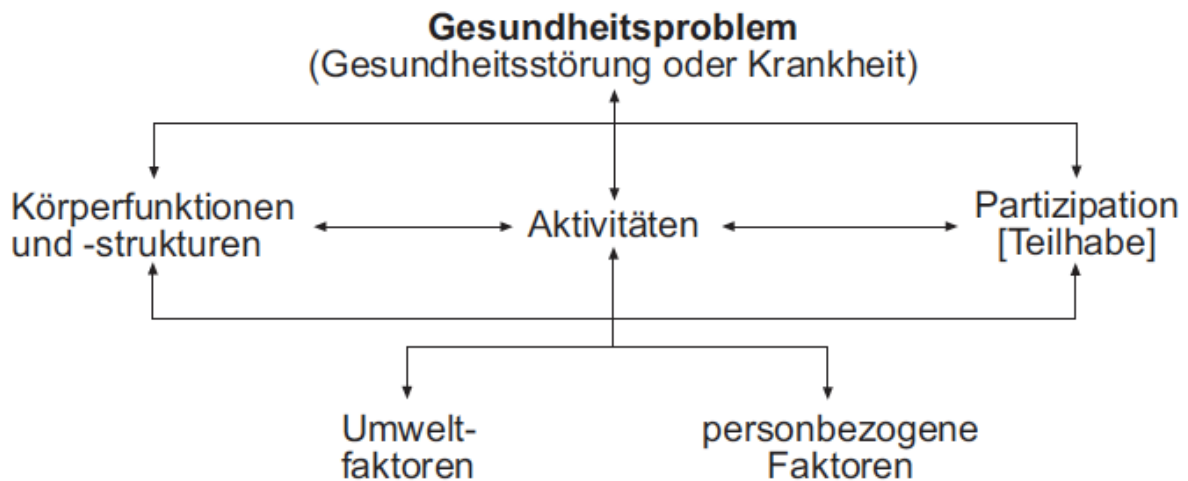 Gesundheitsproblem
(Gesundheitsstörung oder Krankheit)
Körperfunktionen
und -strukturen
Aktivitäten
Partizipation
[Teilhabe]
Umwelt-
faktoren
personbezogene
Faktoren